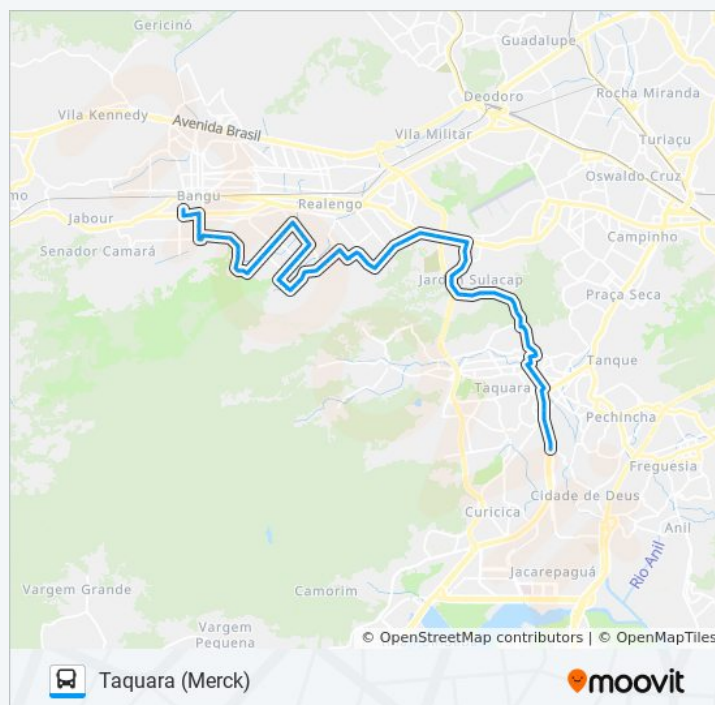 Gericinó
Guadalupe
Rocha Miranda
Deodoro
Vila Kennedy
Avenida Brasil
Vila Militar
Turiaçu
Oswaldo Cruz
mo
Bangu
Realengo
Jabour
Campinho
Senador Camará
Jardim Sulacap
Praça Seca
Tanque
Taquara
Pechincha
Freguesia
Cidade de Deus
Curicica
Anil
Rio Anil
Jacarepaguá
Vargem Grande
Camorim
Vargem
Pequena
© OpenStreetMap contributors | © OpenMapTiles
Taquara (Merck)
moovit